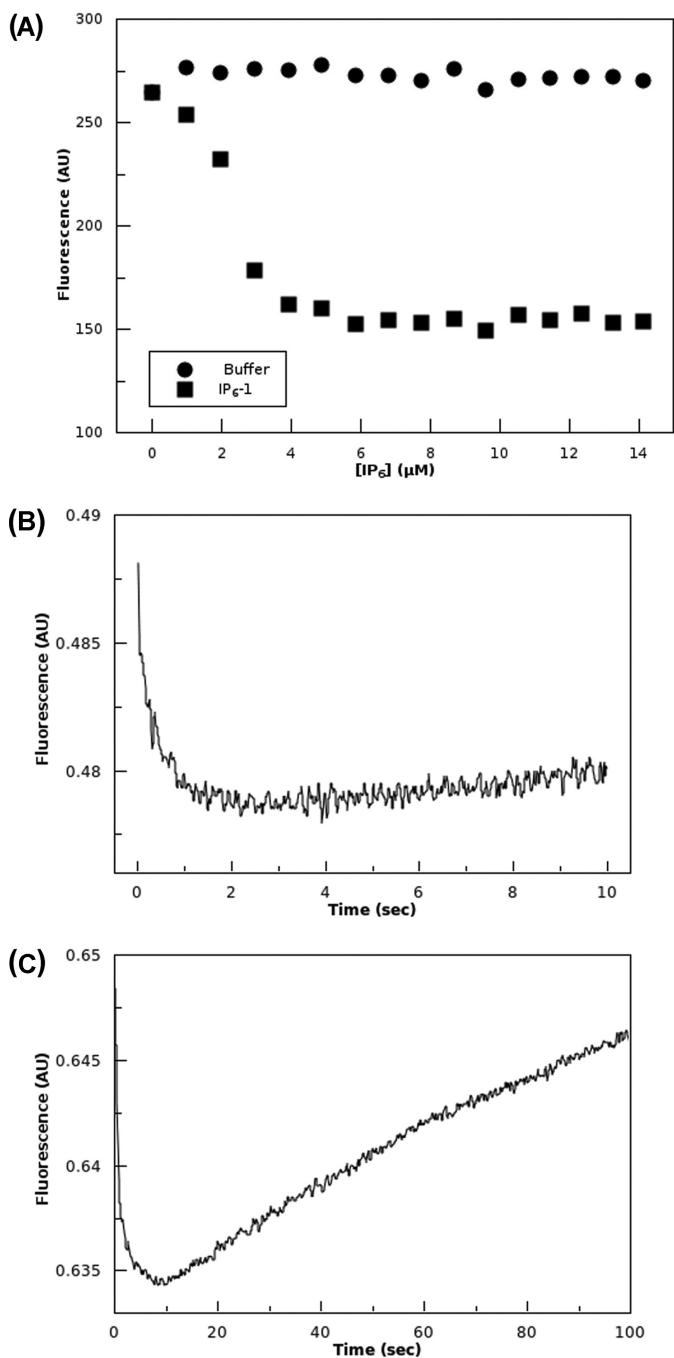 (A)
300
250
200
150
100
Fluorescence (AU)
Buffer
IP₆-1
0 2 4 6 8 10 12 14
[IP₆] (μM)
(B)
0.49
0.485
0.48
Fluorescence (AU)
0 2 4 6 8 10
Time (sec)
(C)
0.65
0.645
0.64
0.635
Fluorescence (AU)
0 20 40 60 80 100
Time (sec)